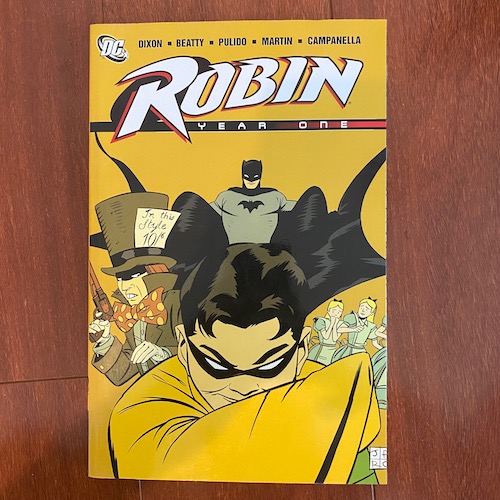 DC
DIXON ■ BEATTY ■ PULIDO ■ MARTIN ■ CAMPANELLA
ROBIN
YEAR ONE
In this
Style
10/6